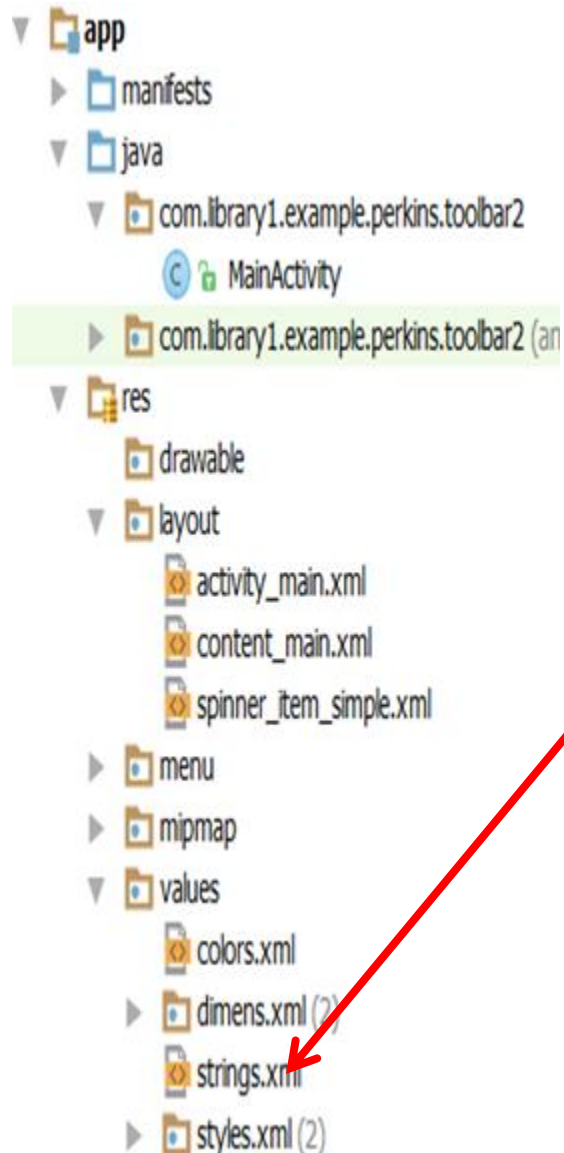 app
manifests
java
com.library1.example.perkins.toolbar2
C MainActivity
com.library1.example.perkins.toolbar2 (an
res
drawable
layout
activity_main.xml
content_main.xml
spinner_item_simple.xml
menu
mipmap
values
colors.xml
dimens.xml (2)
strings.xml
styles.xml (2)